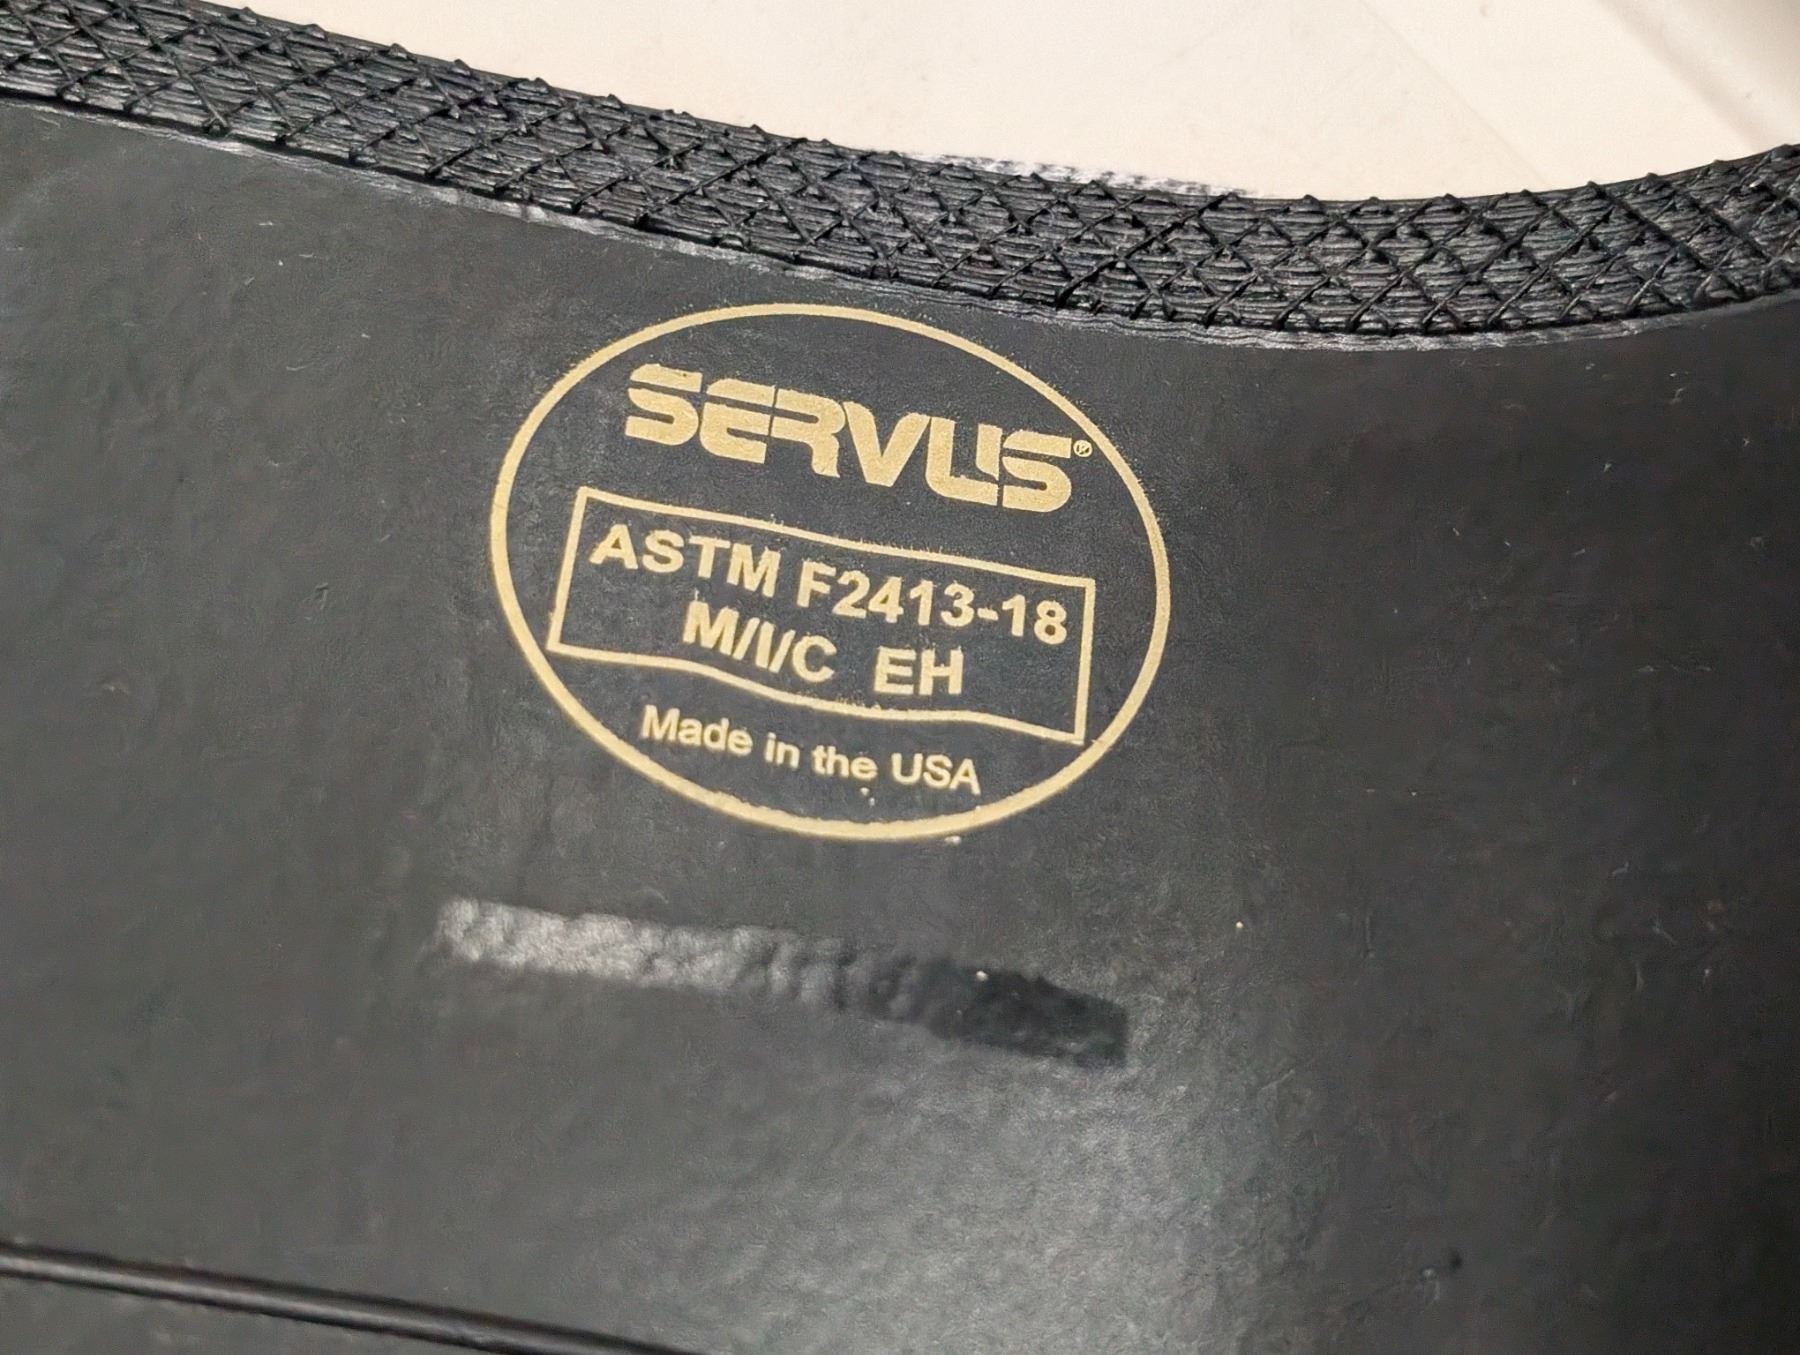 SERVUS®
ASTM F2413-18
M/I/C EH
Made in the USA